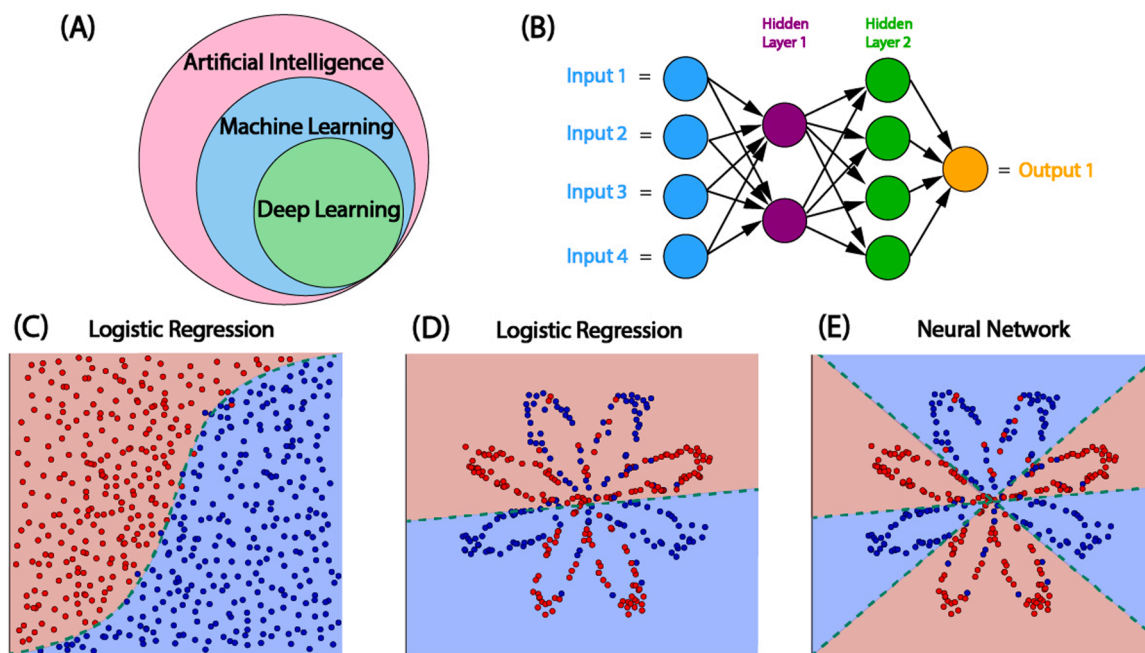 (A)
Artificial Intelligence
Machine Learning
Deep Learning
(B)
Hidden
Layer 1
Hidden
Layer 2
Input 1 =
Input 2 =
Input 3 =
Input 4 =
= Output 1
(C)
Logistic Regression
(D)
Logistic Regression
(E)
Neural Network